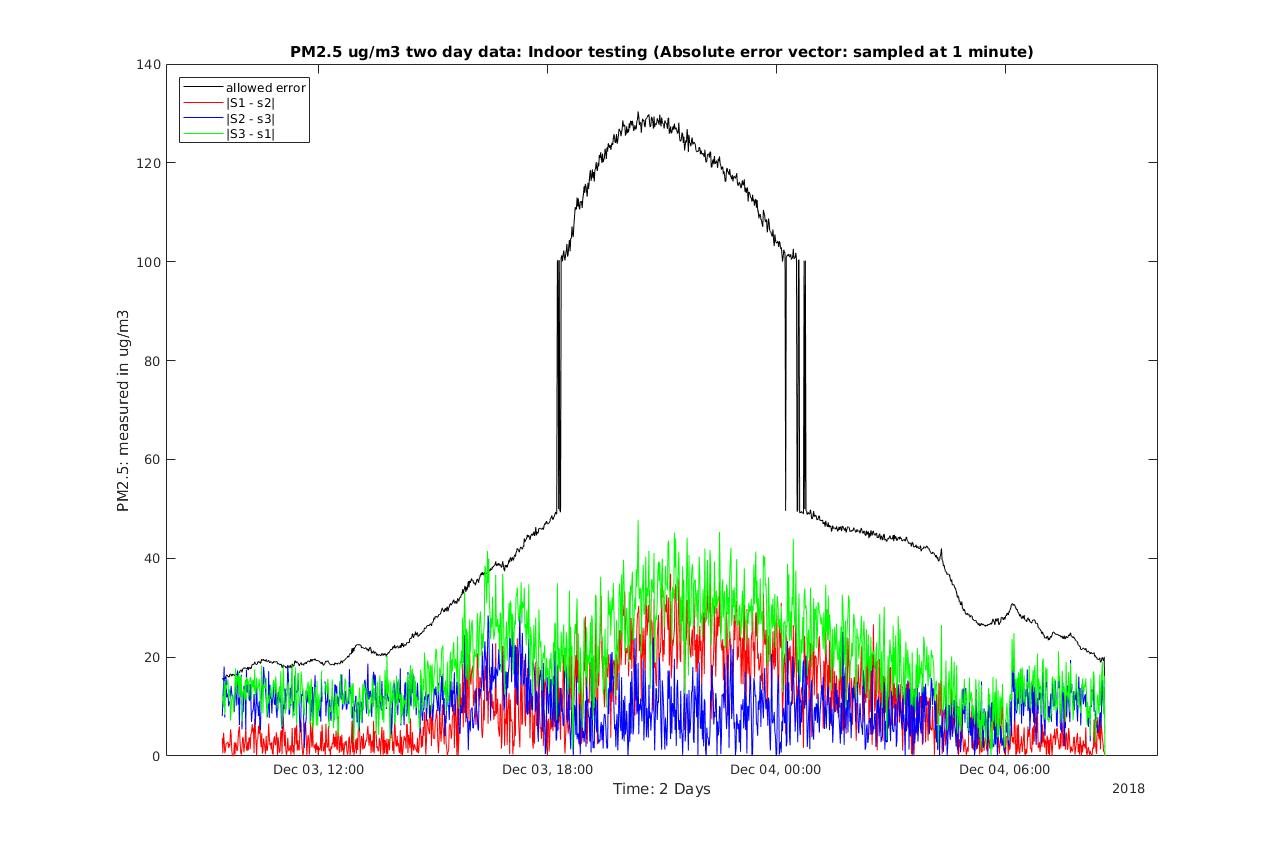 PM2.5 ug/m3 two day data: Indoor testing (Absolute error vector: sampled at 1 minute)
140
120
100
80
60
40
20
0
PM2.5: measured in ug/m3
allowed error
|S1 - s2|
|S2 - s3|
|S3 - s1|
Dec 03, 12:00 Dec 03, 18:00 Dec 04, 00:00 Dec 04, 06:00
Time: 2 Days
2018